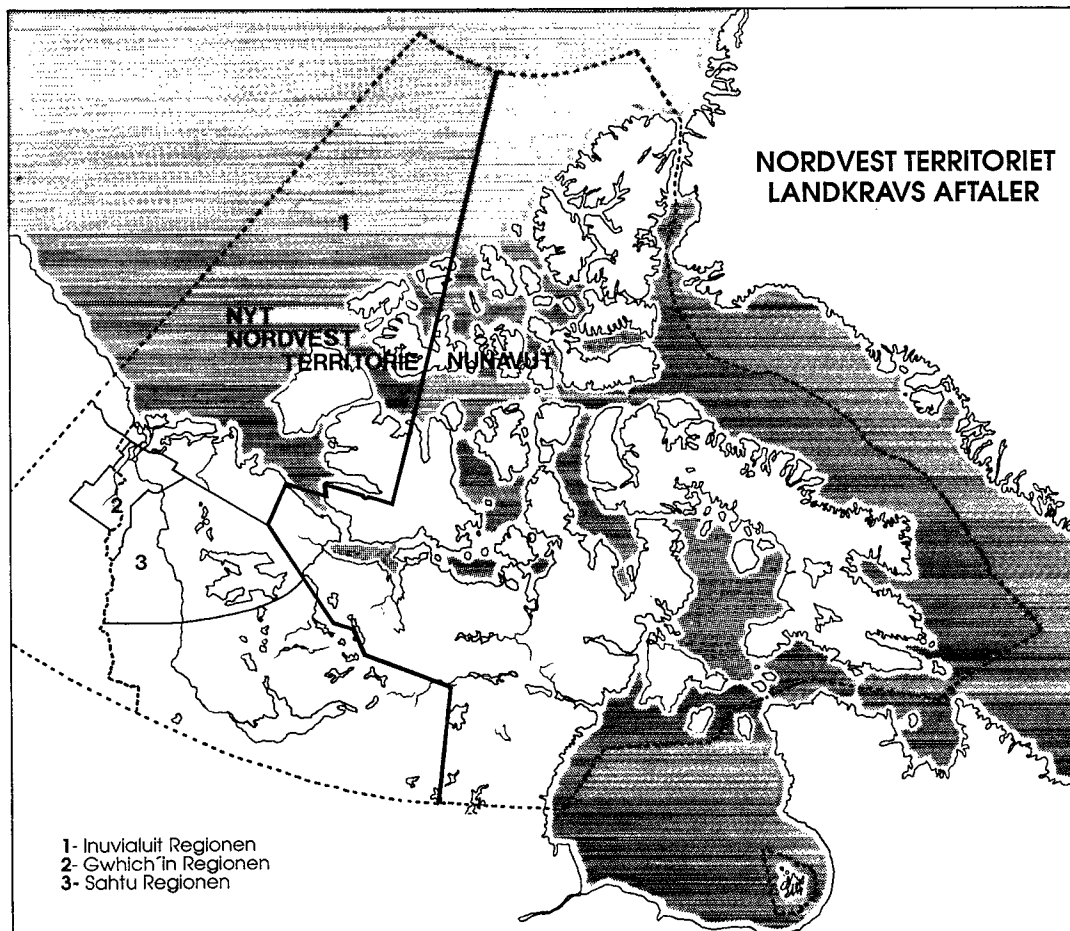 NORDVEST TERRITORIET
LANDKRAVS AFTALER
1
NYT
NORDVEST
TERRITORIE
NUNAVUT
2
3
1- Inuvialuit Regionen
2- Gwhich´in Regionen
3- Sahtu Regionen